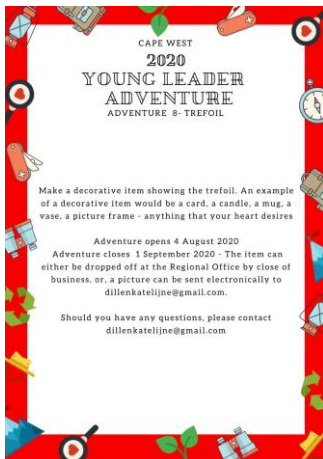 CAPE WEST
2020
YOUNG LEADER
ADVENTURE
ADVENTURE 8- TREFOIL
Make a decorative item showing the trefoil. An example
of a decorative item would be a card, a candle, a mug, a
vase, a picture frame - anything that your heart desires
Adventure opens 4 August 2020
Adventure closes 1 September 2020 - The item can
either be dropped off at the Regional Office by close of
business, or, a picture can be sent electronically to
dillenkatelijne@gmail.com.
Should you have any questions, please contact
dillenkatelijne@gmail.com